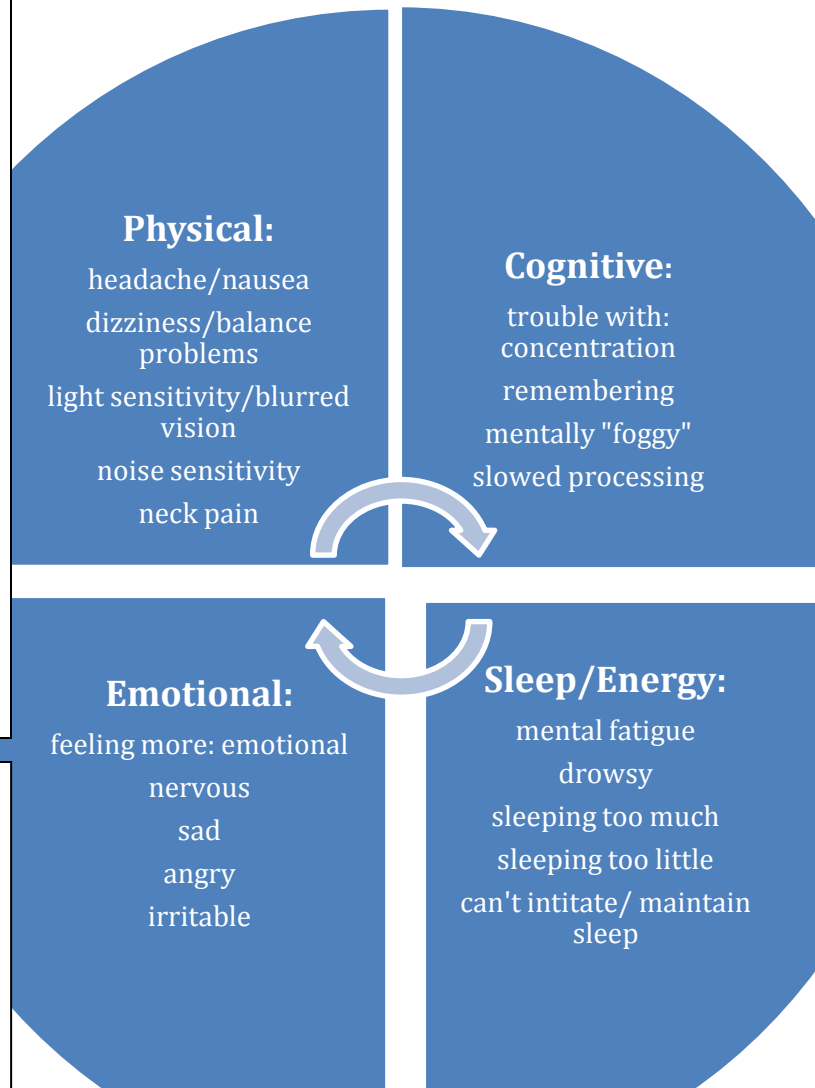 Physical:
headache/nausea
dizziness/balance
problems
light sensitivity/blurred
vision
noise sensitivity
neck pain
Cognitive:
trouble with:
concentration
remembering
mentally "foggy"
slowed processing
Emotional:
feeling more: emotional
nervous
sad
angry
irritable
Sleep/Energy:
mental fatigue
drowsy
sleeping too much
sleeping too little
can't intitate/ maintain
sleep